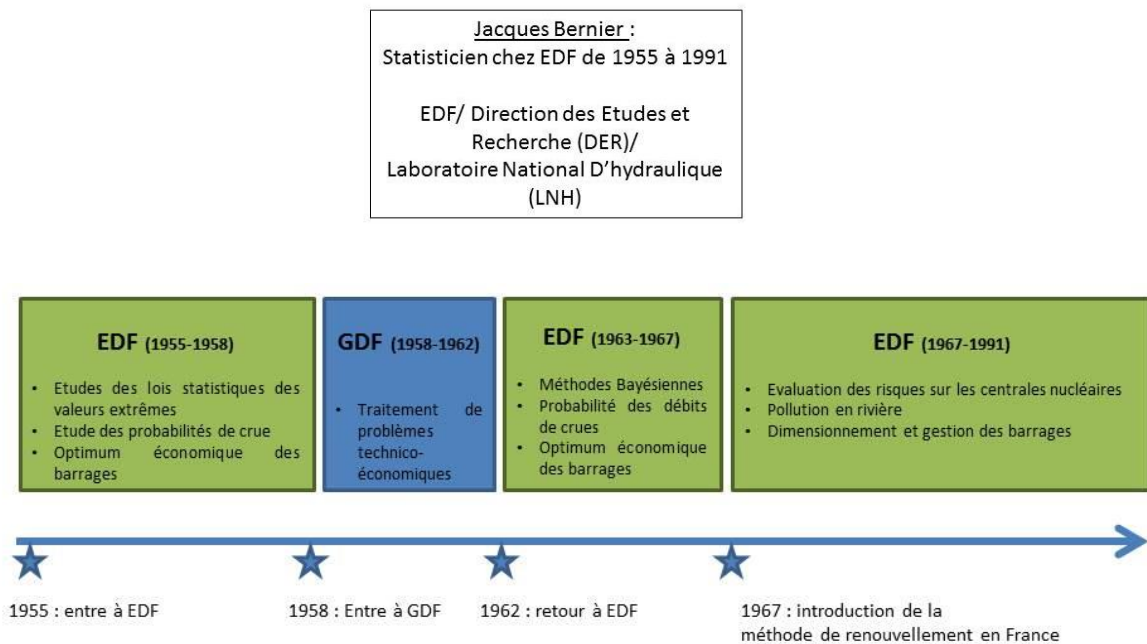 Jacques Bernier :
Statisticien chez EDF de 1955 à 1991
EDF/ Direction des Etudes et
Recherche (DER)/
Laboratoire National D’hydraulique
(LNH)
EDF (1955-1958)
• Etudes des lois statistiques des
valeurs extrêmes
• Etude des probabilités de crue
• Optimum économique des
barrages
GDF (1958-1962)
• Traitement de
problèmes
technico-
économiques
EDF (1963-1967)
• Méthodes Bayésiennes
• Probabilité des débits
de crues
• Optimum économique
des barrages
EDF (1967-1991)
• Evaluation des risques sur les centrales nucléaires
• Pollution en rivière
• Dimensionnement et gestion des barrages
1955 : entre à EDF
1958 : Entre à GDF
1962 : retour à EDF
1967 : introduction de la
méthode de renouvellement en France